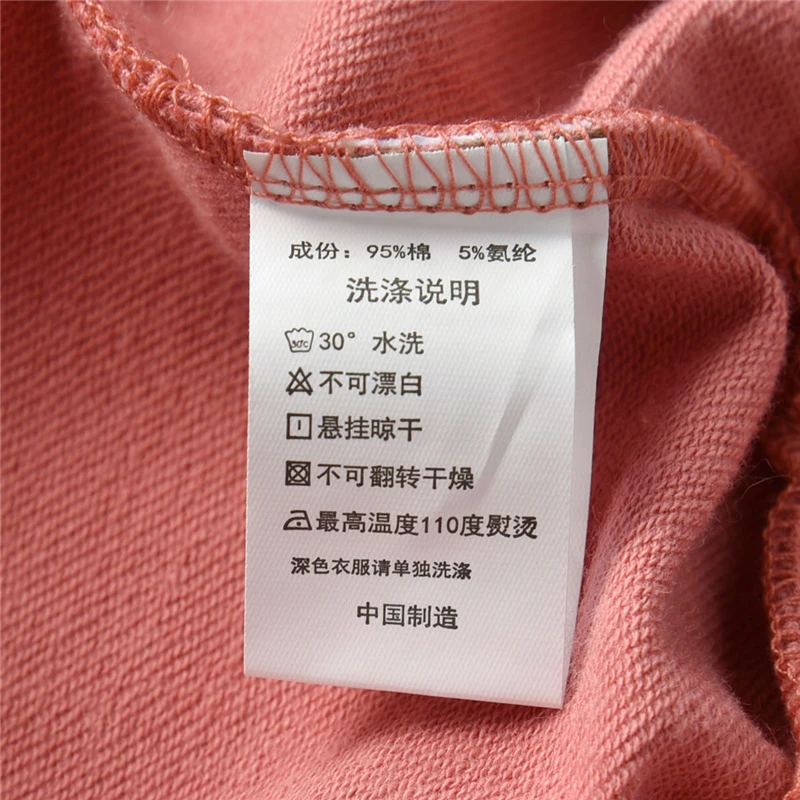 成份：95%棉 5%氨纶
洗涤说明
30°C 30° 水洗
不可漂白
悬挂晾干
不可翻转干燥
最高温度110度熨烫
深色衣服请单独洗涤
中国制造